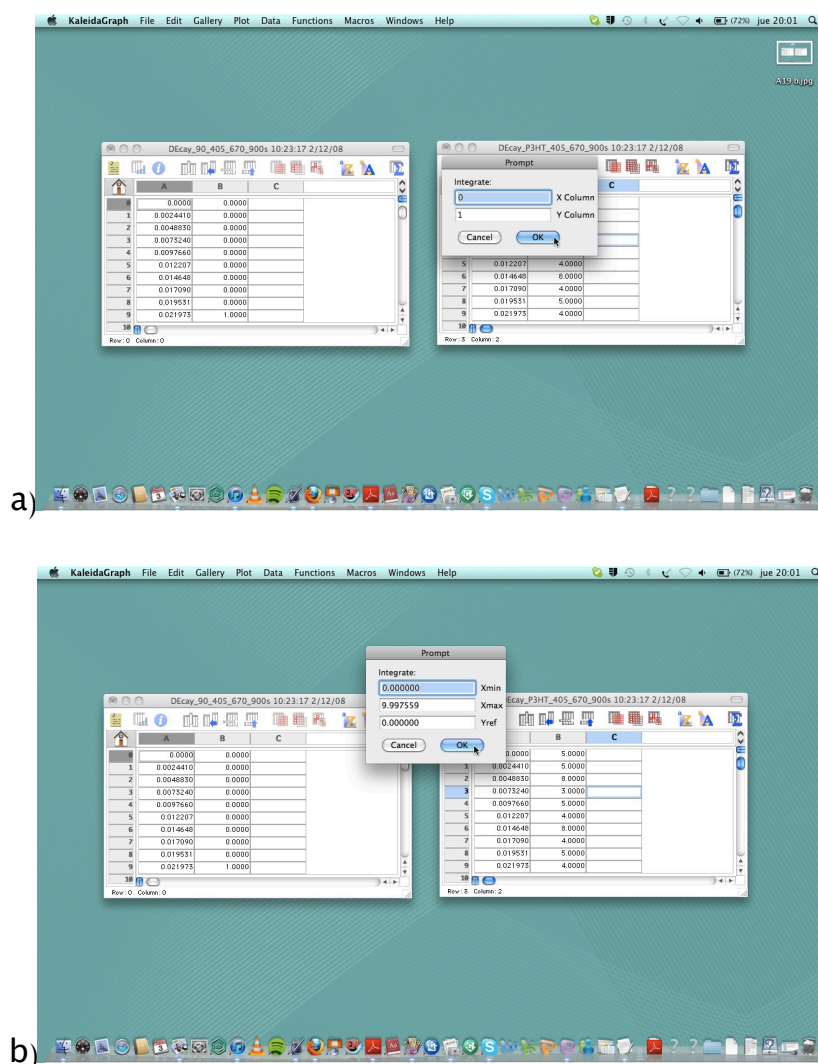 KaleidaGraph File Edit Gallery Plot Data Functions Macros Windows Help (72%) jue 20:01
A19 b.jpg
DEcay_90_405_670_900s 10:23:17 2/12/08
A B C
0 0.0000 0.0000
1 0.0024410 0.0000
2 0.0048830 0.0000
3 0.0073240 0.0000
4 0.0097660 0.0000
5 0.012207 0.0000
6 0.014648 0.0000
7 0.017090 0.0000
8 0.019531 0.0000
9 0.021973 1.0000
10
Row: 0 Column: 0
DEcay_P3HT_405_670_900s 10:23:17 2/12/08
Prompt
Integrate:
0 X Column
1 Y Column
Cancel OK
C
5 0.012207 4.0000
6 0.014648 8.0000
7 0.017090 4.0000
8 0.019531 5.0000
9 0.021973 4.0000
10
Row: 3 Column: 2
a)
KaleidaGraph File Edit Gallery Plot Data Functions Macros Windows Help (72%) jue 20:01
Prompt
Integrate:
0.000000 Xmin
9.997559 Xmax
0.000000 Yref
Cancel OK
DEcay_90_405_670_900s 10:23:17 2/12/08
A B C
0 0.0000 0.0000
1 0.0024410 0.0000
2 0.0048830 0.0000
3 0.0073240 0.0000
4 0.0097660 0.0000
5 0.012207 0.0000
6 0.014648 0.0000
7 0.017090 0.0000
8 0.019531 0.0000
9 0.021973 1.0000
10
Row: 0 Column: 0
Ecay_P3HT_405_670_900s 10:23:17 2/12/08
B C
0.0000 5.0000
1 0.0024410 5.0000
2 0.0048830 8.0000
3 0.0073240 3.0000
4 0.0097660 5.0000
5 0.012207 4.0000
6 0.014648 8.0000
7 0.017090 4.0000
8 0.019531 5.0000
9 0.021973 4.0000
10
Row: 3 Column: 2
b)